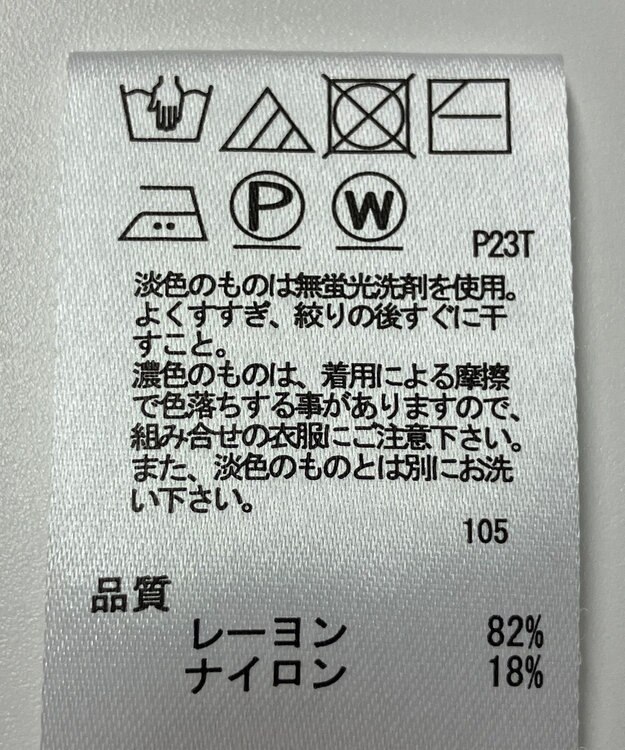 P W
P23T
淡色のものは無蛍光洗剤を使用。
よくすすぎ、絞りの後すぐに干
すこと。
濃色のものは、着用による摩擦
で色落ちする事がありますので、
組み合せの衣服にご注意下さい。
また、淡色のものとは別にお洗
い下さい。
105
品質
レーヨン 82%
ナイロン 18%